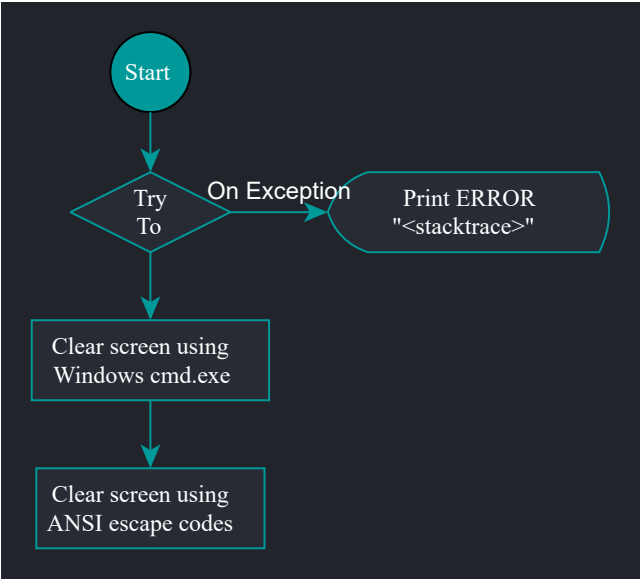 Start
Try
To
On Exception
Print ERROR
"<stacktrace>"
Clear screen using
Windows cmd.exe
Clear screen using
ANSI escape codes